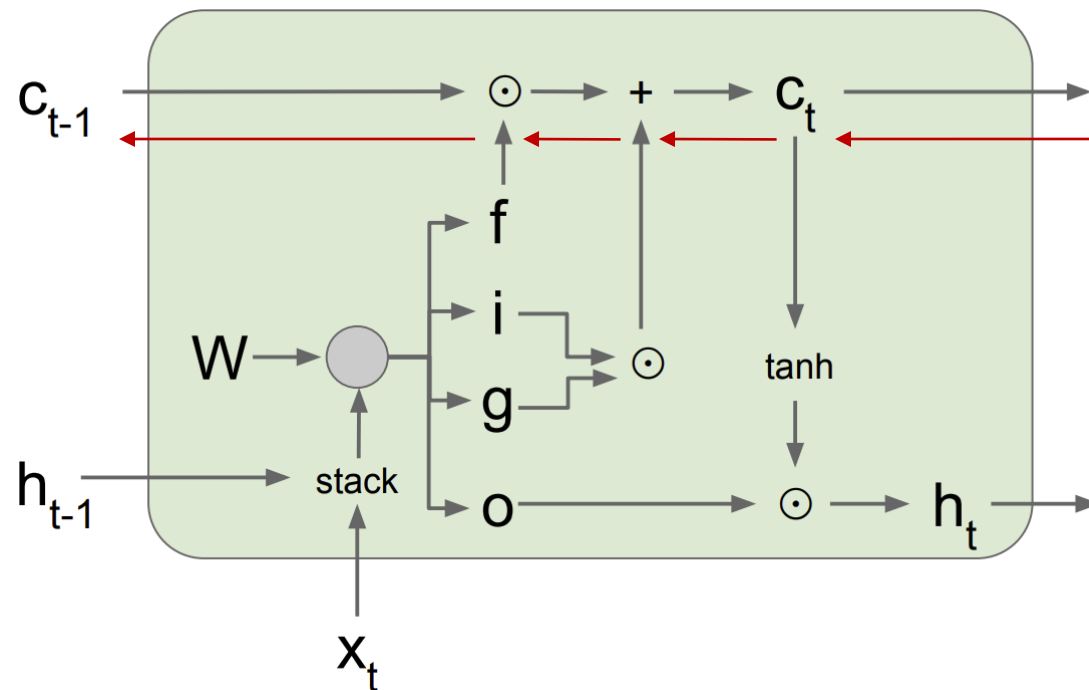 c_{t-1} ⊙ + c_t
f
i
W ⊙ tanh
g
h_{t-1} stack o ⊙ h_t
x_t